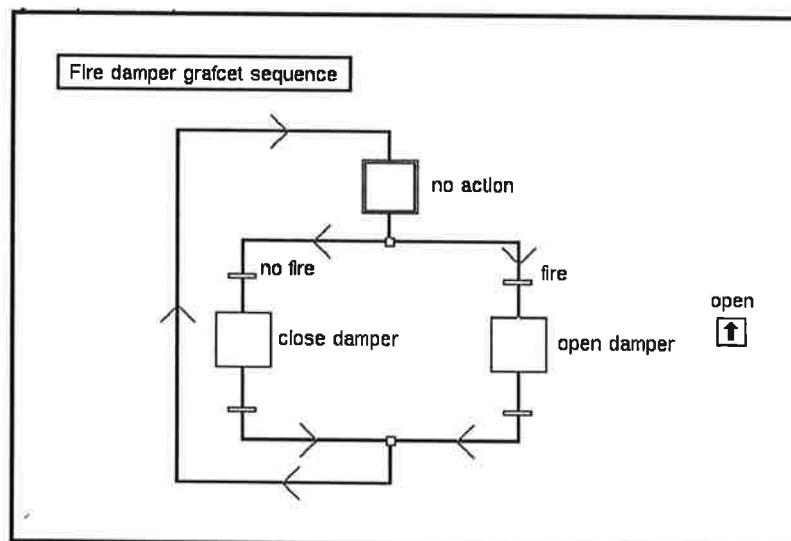 Fire damper grafcet sequence
no action
no fire
fire
open
close damper
open damper